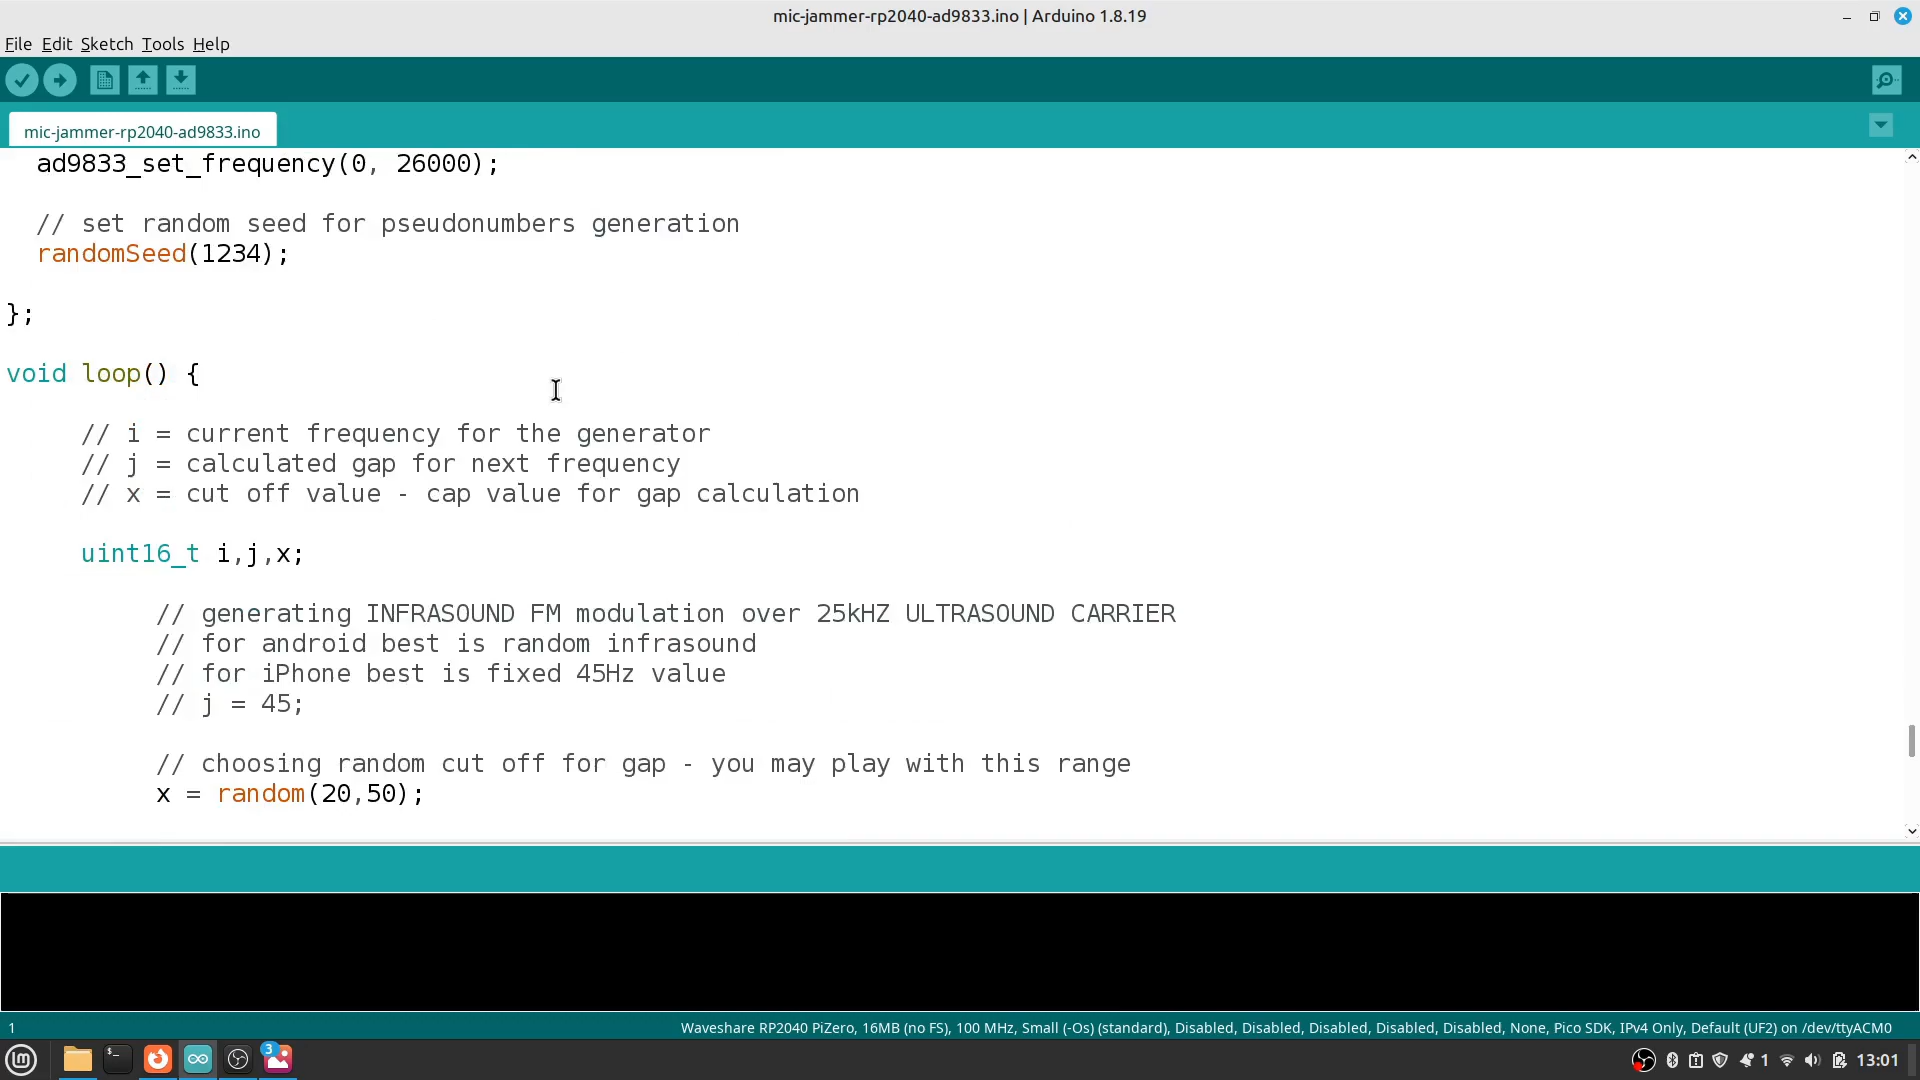 mic-jammer-rp2040-ad9833.ino | Arduino 1.8.19
File Edit Sketch Tools Help
mic-jammer-rp2040-ad9833.ino
ad9833_set_frequency(0, 26000);
// set random seed for pseudonumbers generation
randomSeed(1234);
};
void loop() {
// i = current frequency for the generator
// j = calculated gap for next frequency
// x = cut off value - cap value for gap calculation
uint16_t i,j,x;
// generating INFRASOUND FM modulation over 25kHZ ULTRASOUND CARRIER
// for android best is random infrasound
// for iPhone best is fixed 45Hz value
// j = 45;
// choosing random cut off for gap - you may play with this range
x = random(20,50);
1
Waveshare RP2040 PiZero, 16MB (no FS), 100 MHz, Small (-Os) (standard), Disabled, Disabled, Disabled, Disabled, Disabled, None, Pico SDK, IPv4 Only, Default (UF2) on /dev/ttyACM0
3
1
13:01